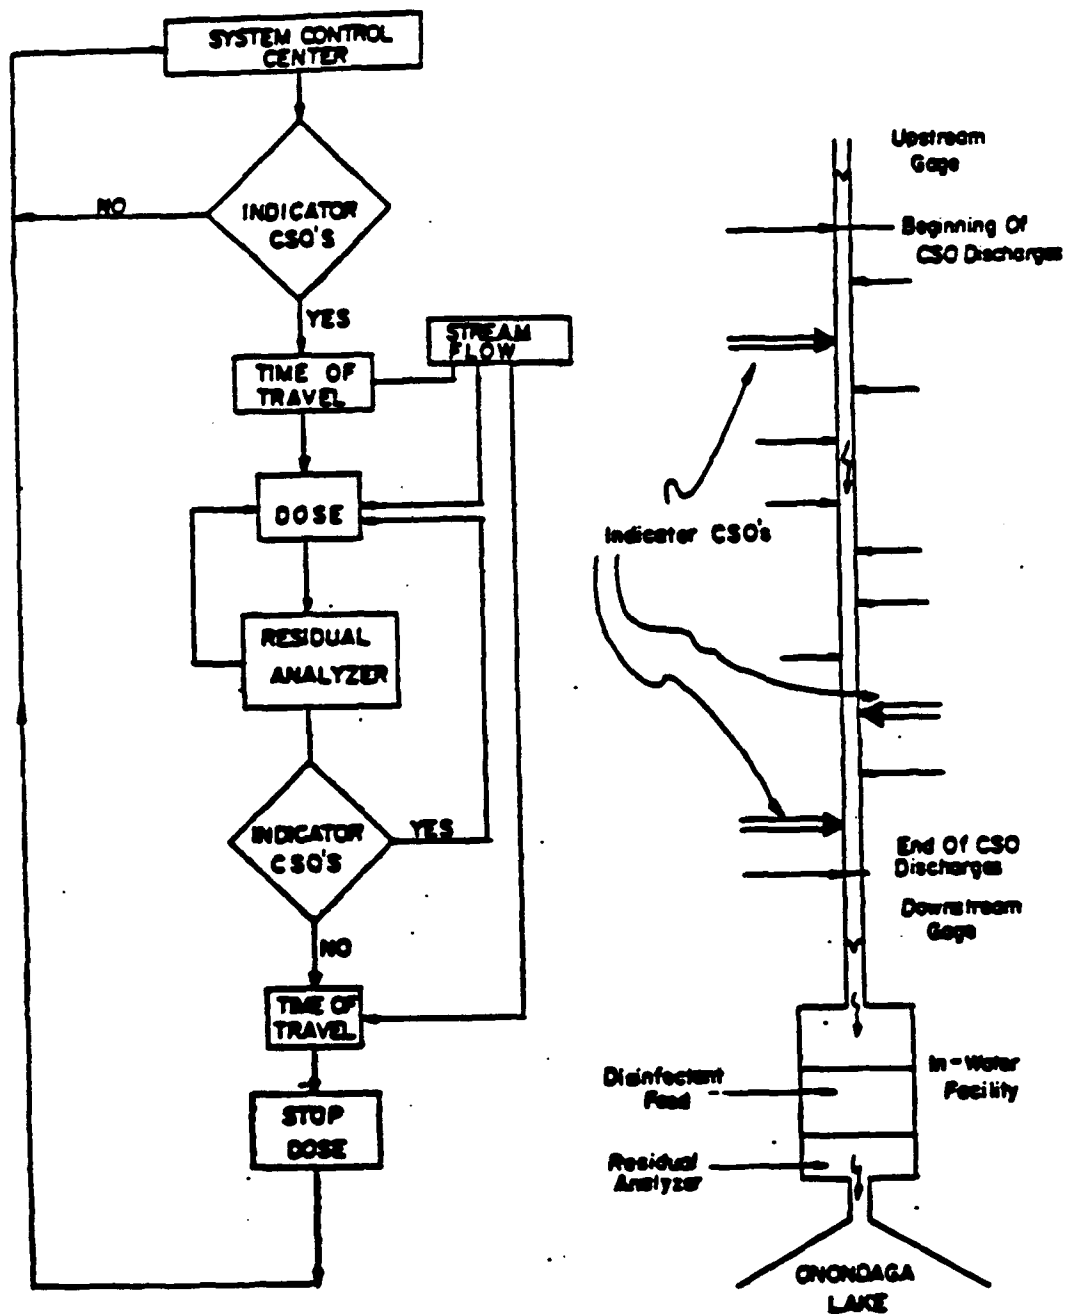 SYSTEM CONTROL
CENTER
INDICATOR
CSO'S
NO
YES
STREAM
FLOW
TIME OF
TRAVEL
DOSE
RESIDUAL
ANALYZER
INDICATOR
CSO'S
YES
NO
TIME OF
TRAVEL
STOP
DOSE
Upstream
Gage
Beginning Of
CSO Discharges
Indicator CSO's
End Of CSO
Discharges
Downstream
Gage
In-Water
Facility
Disinfectant
Feed
Residual
Analyzer
ONONDAGA
LAKE